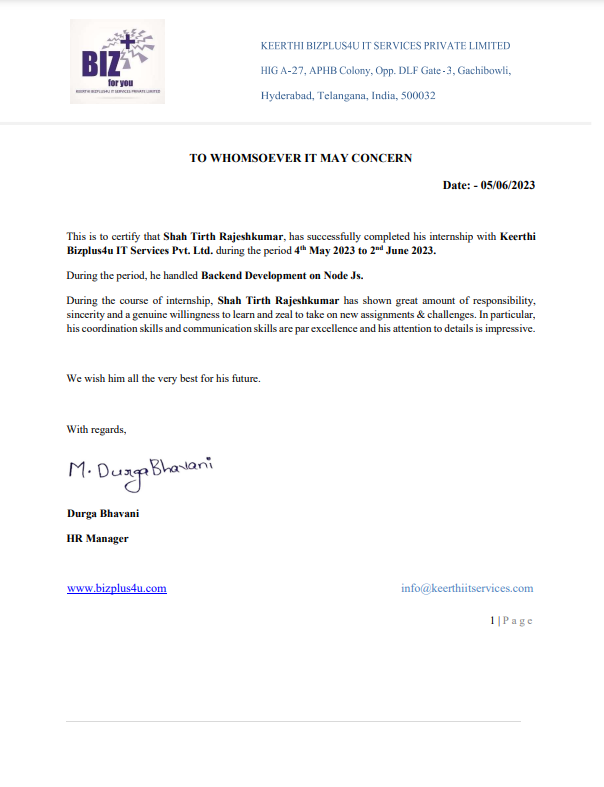 BIZ+
for you
KEERTHI BIZPLUS4U IT SERVICES PRIVATE LIMITED
KEERTHI BIZPLUS4U IT SERVICES PRIVATE LIMITED
HIG A-27, APHB Colony, Opp. DLF Gate-3, Gachibowli,
Hyderabad, Telangana, India, 500032
TO WHOMSOEVER IT MAY CONCERN
Date: - 05/06/2023
This is to certify that Shah Tirth Rajeshkumar, has successfully completed his internship with Keerthi
Bizplus4u IT Services Pvt. Ltd. during the period 4th May 2023 to 2nd June 2023.
During the period, he handled Backend Development on Node Js.
During the course of internship, Shah Tirth Rajeshkumar has shown great amount of responsibility,
sincerity and a genuine willingness to learn and zeal to take on new assignments & challenges. In particular,
his coordination skills and communication skills are par excellence and his attention to details is impressive.
We wish him all the very best for his future.
With regards,
M. Durga Bhavani
Durga Bhavani
HR Manager
www.bizplus4u.com info@keerthiitservices.com
1 | P a g e